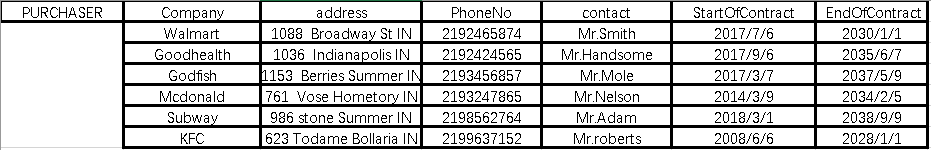 PURCHASER Company address PhoneNo contact StartOfContract EndOfContract
Walmart 1088 Broadway St IN 2192465874 Mr.Smith 2017/7/6 2030/1/1
Goodhealth 1036 Indianapolis IN 2192424565 Mr.Handsome 2017/9/6 2035/6/7
Godfish 1153 Berries Summer IN 2193456857 Mr.Mole 2017/3/7 2037/5/9
Mcdonald 761 Vose Hometory IN 2193247865 Mr.Nelson 2014/3/9 2034/2/5
Subway 986 stone Summer IN 2198562764 Mr.Adam 2018/3/1 2038/9/9
KFC 623 Todame Bollaria IN 2199637152 Mr.roberts 2008/6/6 2028/1/1